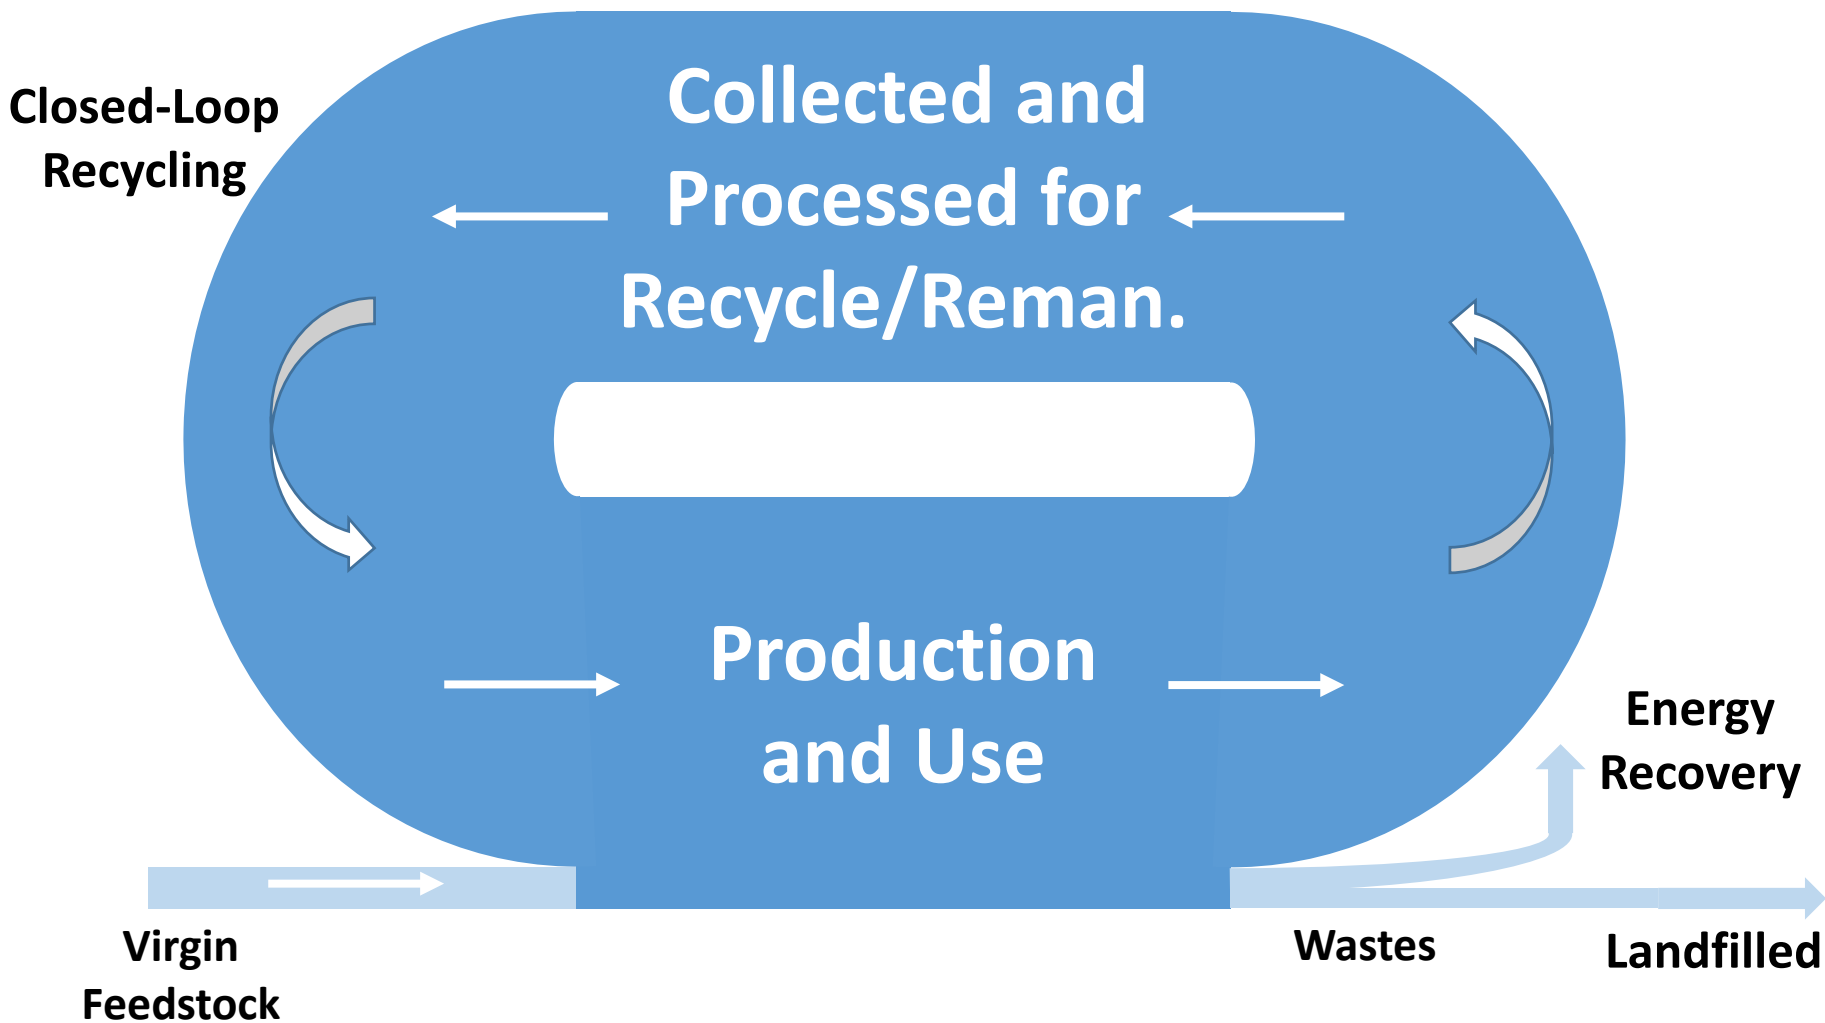 Closed-Loop
Recycling
Collected and
Processed for
Recycle/Reman.
Production
and Use
Energy
Recovery
Virgin
Feedstock
Wastes
Landfilled